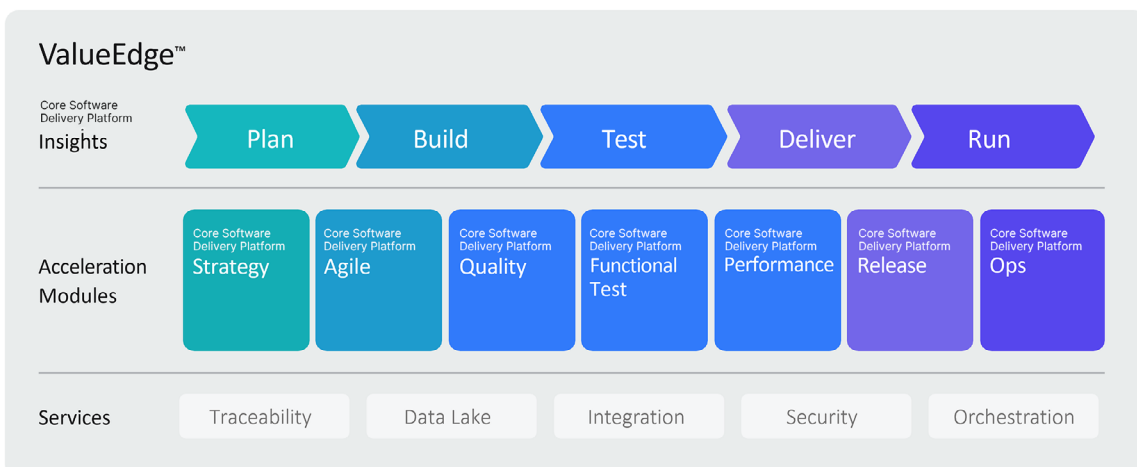 ValueEdge™
Core Software
Delivery Platform
Insights
Plan
Build
Test
Deliver
Run
Acceleration
Modules
Core Software
Delivery Platform
Strategy
Core Software
Delivery Platform
Agile
Core Software
Delivery Platform
Quality
Core Software
Delivery Platform
Functional
Test
Core Software
Delivery Platform
Performance
Core Software
Delivery Platform
Release
Core Software
Delivery Platform
Ops
Services
Traceability
Data Lake
Integration
Security
Orchestration